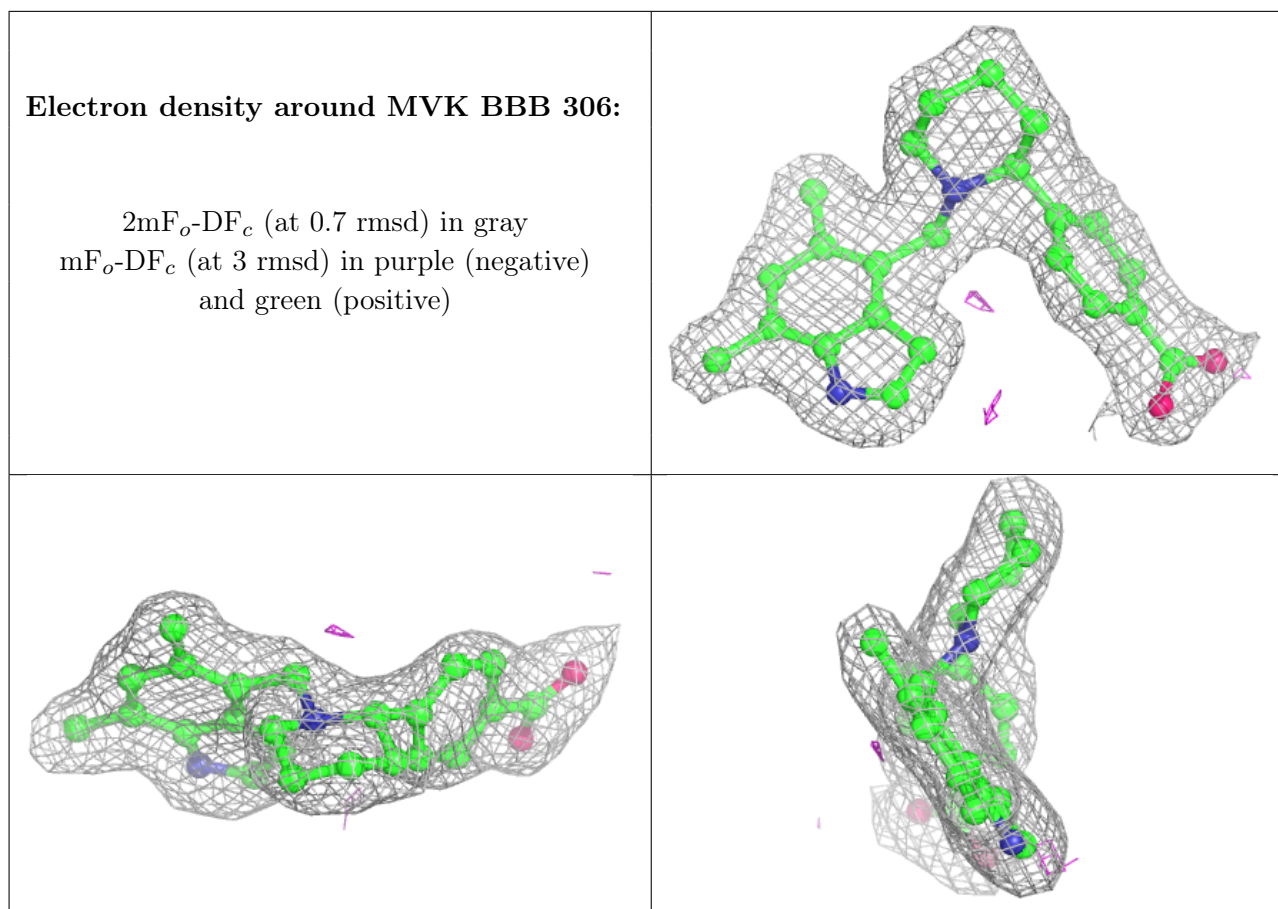 Electron density around MVK BBB 306:
2mFo-DFc (at 0.7 rmsd) in gray
mFo-DFc (at 3 rmsd) in purple (negative)
and green (positive)